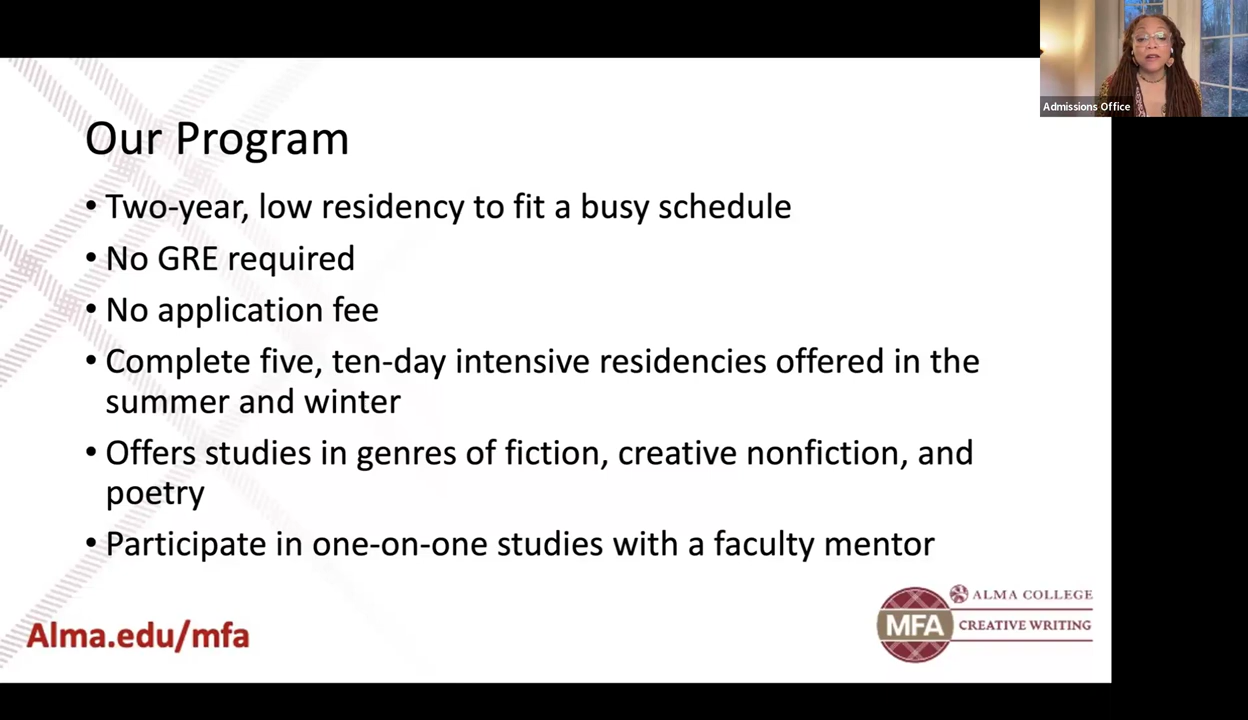 Admissions Office
Our Program
• Two-year, low residency to fit a busy schedule
• No GRE required
• No application fee
• Complete five, ten-day intensive residencies offered in the
summer and winter
• Offers studies in genres of fiction, creative nonfiction, and
poetry
• Participate in one-on-one studies with a faculty mentor
Alma.edu/mfa
MFA
ALMA COLLEGE
CREATIVE WRITING